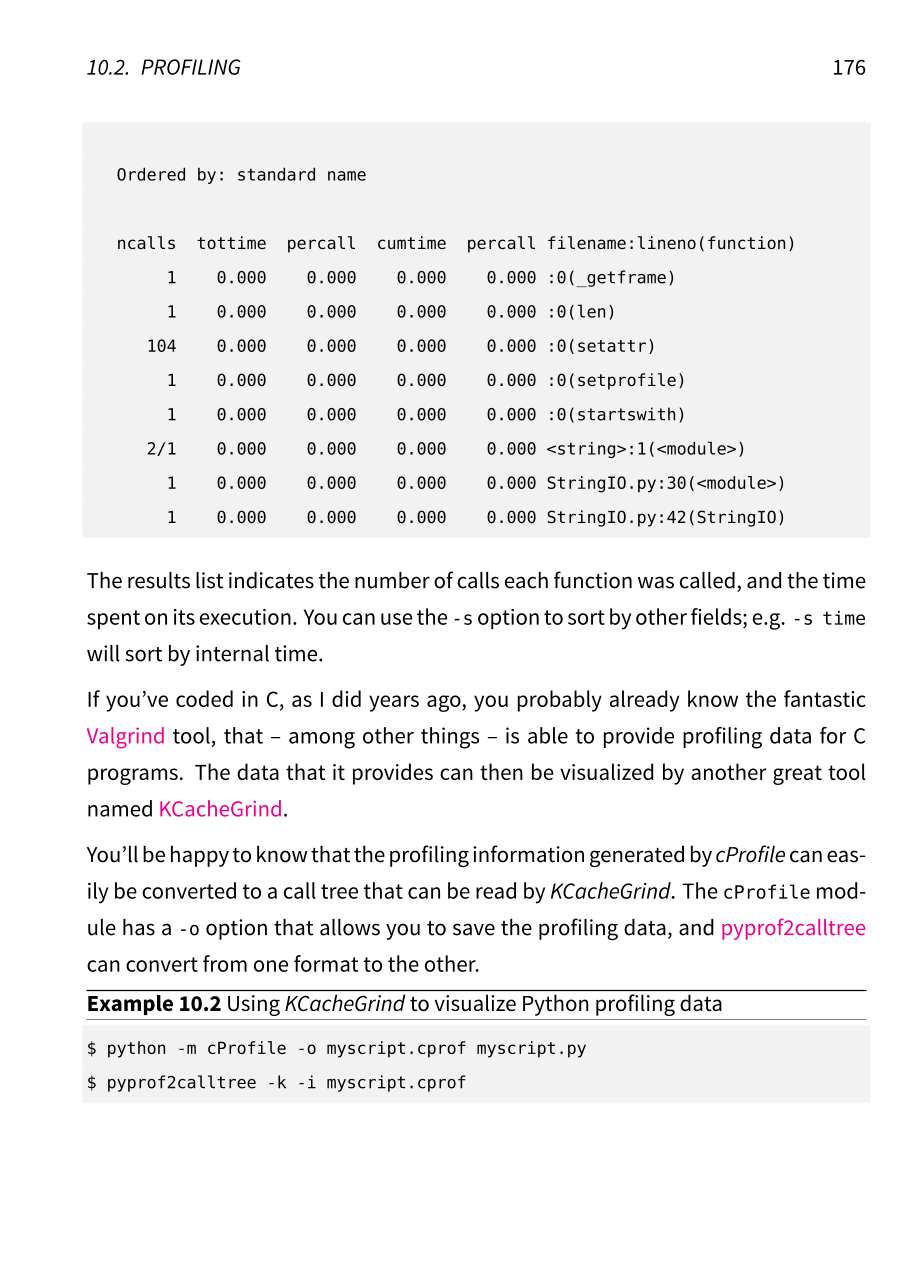 10.2. PROFILING 176
Ordered by: standard name
ncalls  tottime  percall  cumtime  percall filename:lineno(function)
     1    0.000    0.000    0.000    0.000 :0(_getframe)
     1    0.000    0.000    0.000    0.000 :0(len)
   104    0.000    0.000    0.000    0.000 :0(setattr)
     1    0.000    0.000    0.000    0.000 :0(setprofile)
     1    0.000    0.000    0.000    0.000 :0(startswith)
   2/1    0.000    0.000    0.000    0.000 <string>:1(<module>)
     1    0.000    0.000    0.000    0.000 StringIO.py:30(<module>)
     1    0.000    0.000    0.000    0.000 StringIO.py:42(StringIO)
The results list indicates the number of calls each function was called, and the time
spent on its execution. You can use the -s option to sort by other fields; e.g. -s time
will sort by internal time.
If you’ve coded in C, as I did years ago, you probably already know the fantastic
Valgrind tool, that – among other things – is able to provide profiling data for C
programs. The data that it provides can then be visualized by another great tool
named KCacheGrind.
You’ll be happy to know that the profiling information generated by cProfile can eas-
ily be converted to a call tree that can be read by KCacheGrind. The cProfile mod-
ule has a -o option that allows you to save the profiling data, and pyprof2calltree
can convert from one format to the other.
Example 10.2 Using KCacheGrind to visualize Python profiling data
$ python -m cProfile -o myscript.cprof myscript.py
$ pyprof2calltree -k -i myscript.cprof